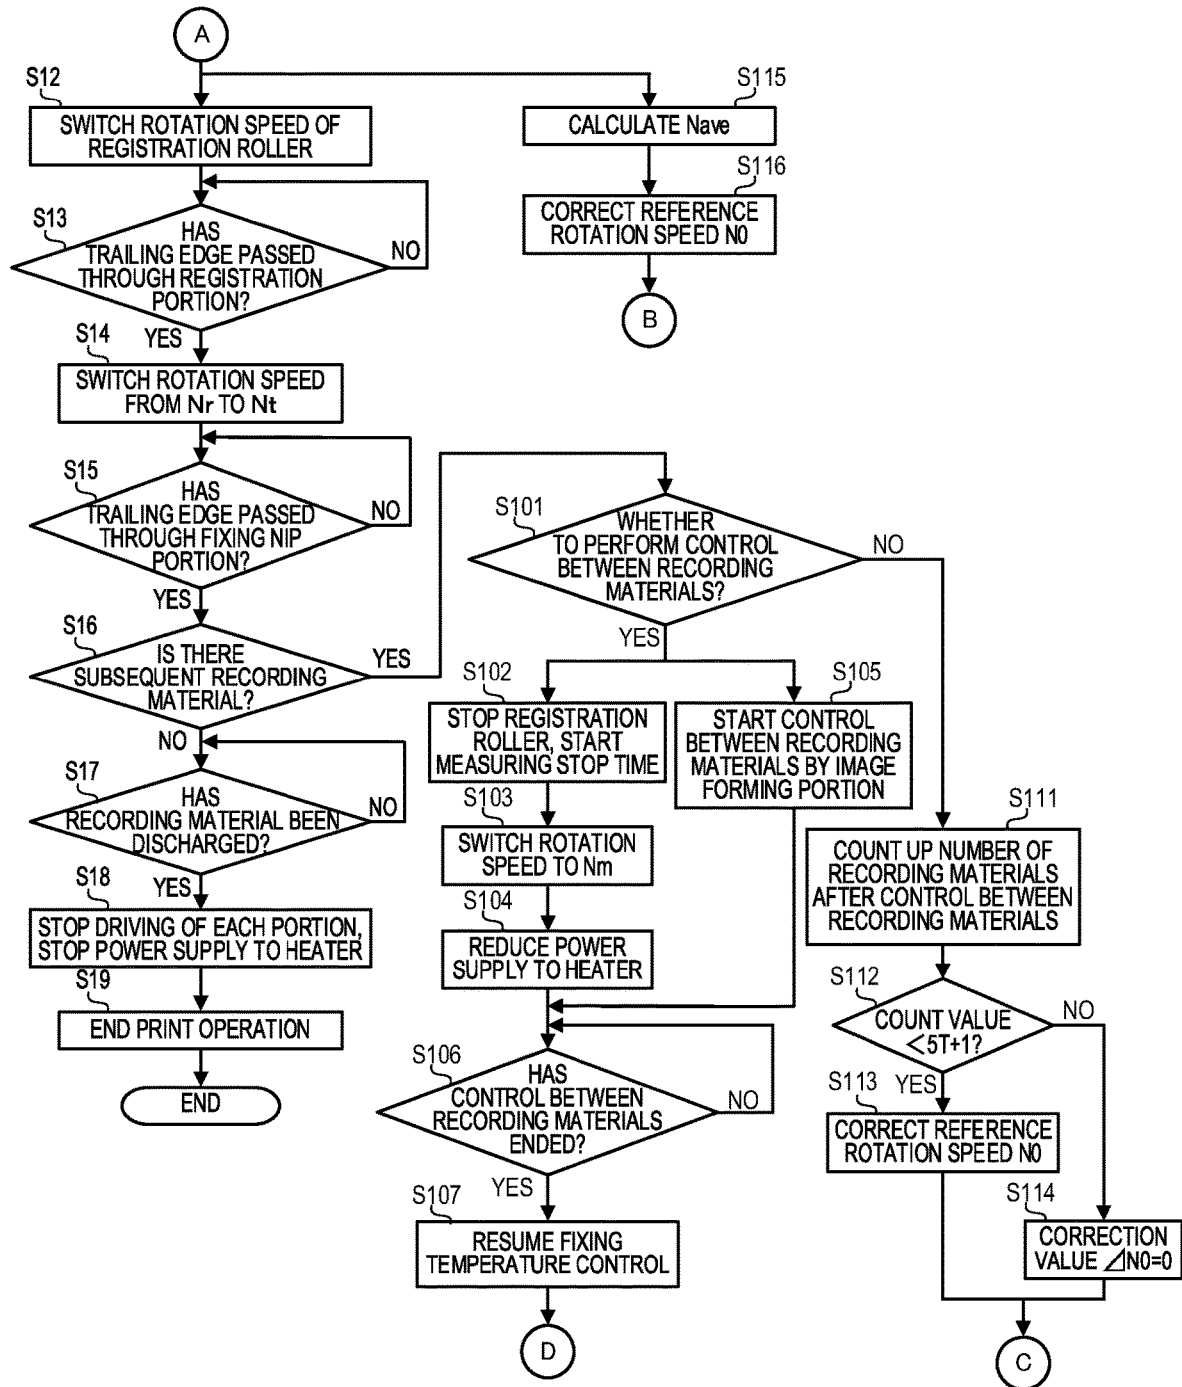 A
S12
SWITCH ROTATION SPEED OF
REGISTRATION ROLLER
S115
CALCULATE Nave
S116
CORRECT REFERENCE
ROTATION SPEED N0
B
S13
HAS
TRAILING EDGE PASSED
THROUGH REGISTRATION
PORTION?
NO
YES
S14
SWITCH ROTATION SPEED
FROM Nr TO Nt
S15
HAS
TRAILING EDGE PASSED
THROUGH FIXING NIP
PORTION?
NO
YES
S16
IS THERE
SUBSEQUENT RECORDING
MATERIAL?
YES
NO
S17
HAS
RECORDING MATERIAL BEEN
DISCHARGED?
NO
YES
S18
STOP DRIVING OF EACH PORTION,
STOP POWER SUPPLY TO HEATER
S19
END PRINT OPERATION
END
S101
WHETHER
TO PERFORM CONTROL
BETWEEN RECORDING
MATERIALS?
NO
YES
S102
STOP REGISTRATION
ROLLER, START
MEASURING STOP TIME
S103
SWITCH ROTATION
SPEED TO Nm
S104
REDUCE POWER
SUPPLY TO HEATER
S105
START CONTROL
BETWEEN RECORDING
MATERIALS BY IMAGE
FORMING PORTION
S106
HAS
CONTROL BETWEEN
RECORDING MATERIALS
ENDED?
NO
YES
S107
RESUME FIXING
TEMPERATURE CONTROL
D
S111
COUNT UP NUMBER OF
RECORDING MATERIALS
AFTER CONTROL BETWEEN
RECORDING MATERIALS
S112
COUNT VALUE
<5T+1?
NO
YES
S113
CORRECT REFERENCE
ROTATION SPEED N0
S114
CORRECTION
VALUE ⊿N0=0
C